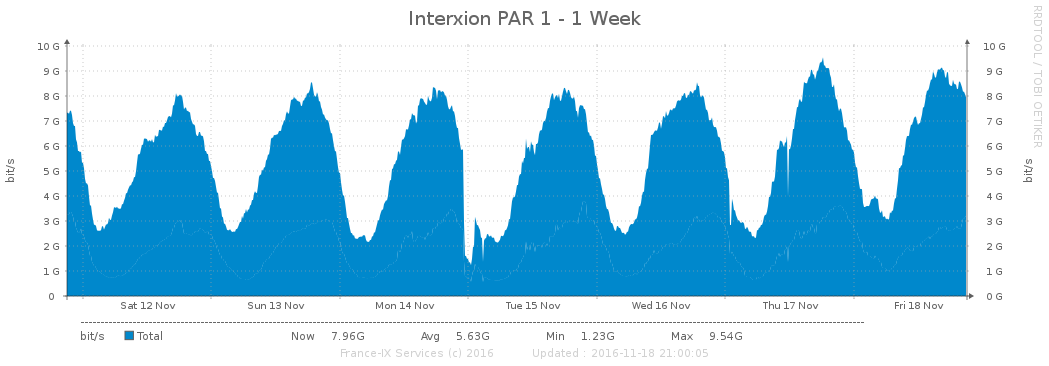 Interxion PAR 1 - 1 Week
RRDTOOL / TOBI OETIKER
10 G 10 G
9 G 9 G
8 G 8 G
7 G 7 G
6 G 6 G
5 G 5 G
4 G 4 G
3 G 3 G
2 G 2 G
1 G 1 G
0 0 G
bit/s
bit/s
Sat 12 Nov Sun 13 Nov Mon 14 Nov Tue 15 Nov Wed 16 Nov Thu 17 Nov Fri 18 Nov
bit/s Total Now 7.96G Avg 5.63G Min 1.23G Max 9.54G
France-IX Services (c) 2016 Updated : 2016-11-18 21:00:05